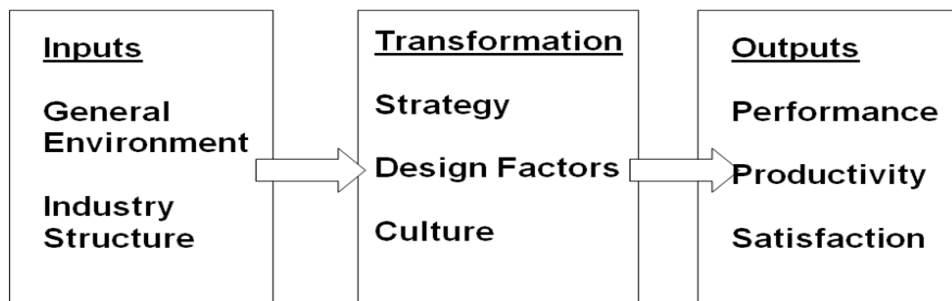 Inputs
General
Environment
Industry
Structure
Transformation
Strategy
Design Factors
Culture
Outputs
Performance
Productivity
Satisfaction